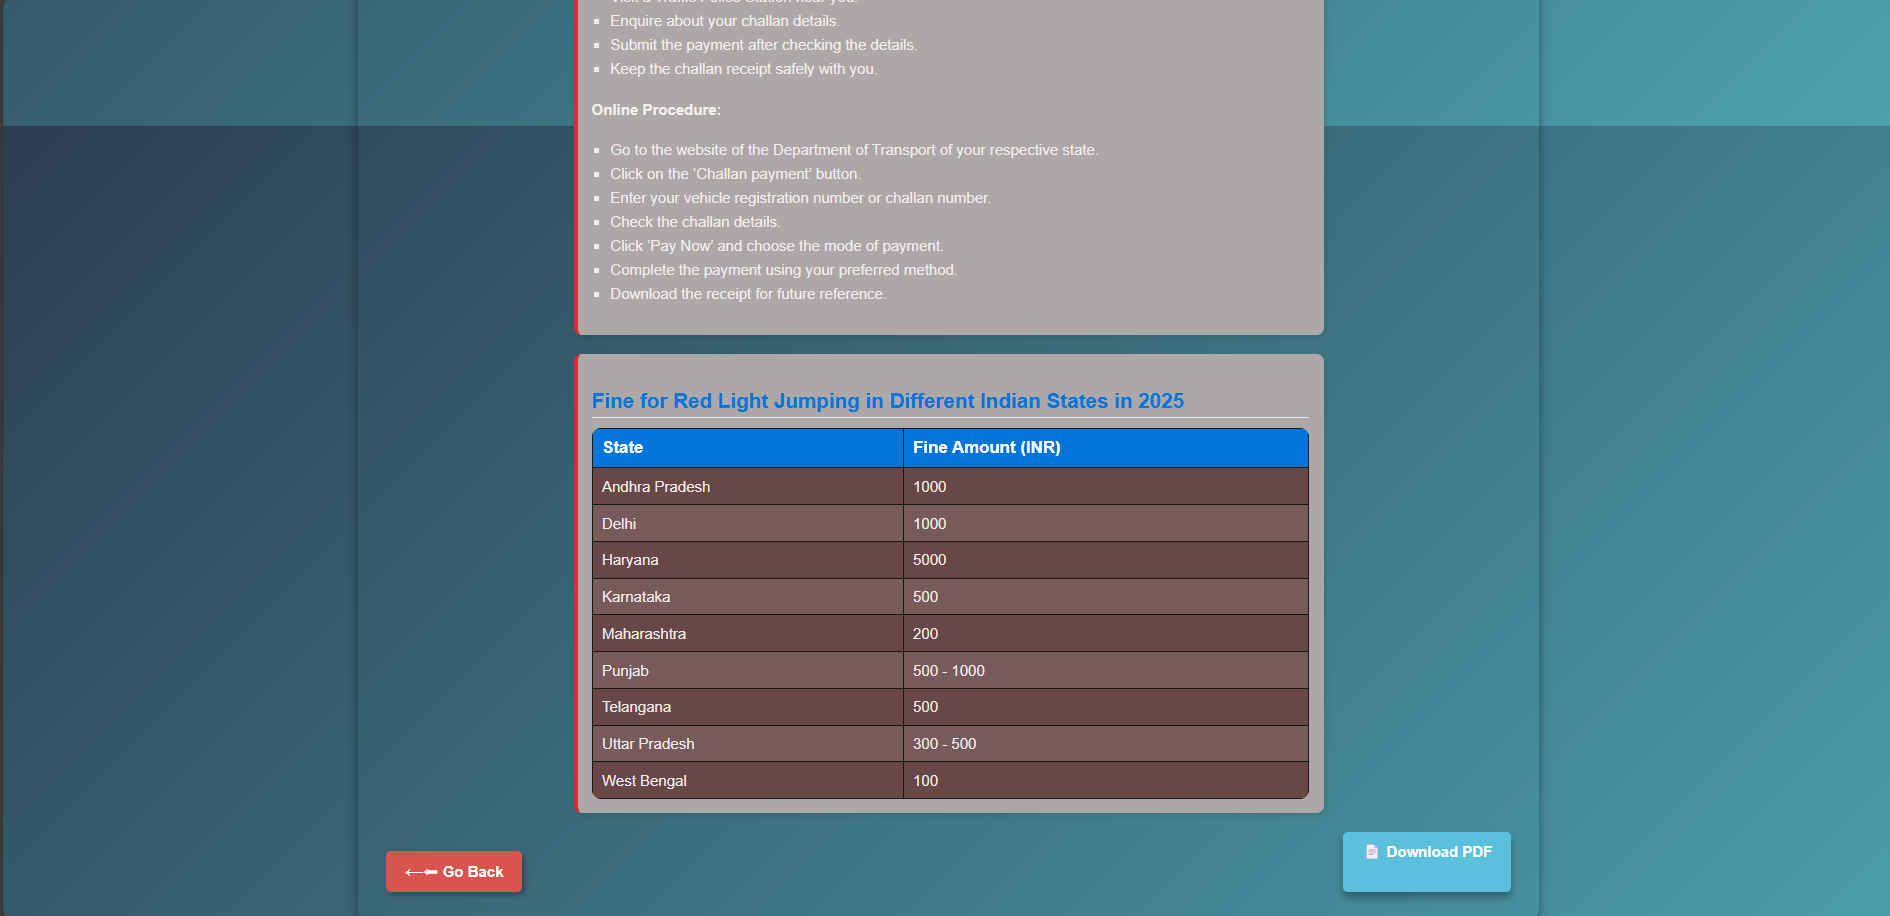 Visit a Traffic Police Station near you.
Enquire about your challan details.
Submit the payment after checking the details.
Keep the challan receipt safely with you.
Online Procedure:
Go to the website of the Department of Transport of your respective state.
Click on the ‘Challan payment’ button.
Enter your vehicle registration number or challan number.
Check the challan details.
Click ‘Pay Now’ and choose the mode of payment.
Complete the payment using your preferred method.
Download the receipt for future reference.
Fine for Red Light Jumping in Different Indian States in 2025
State Fine Amount (INR)
Andhra Pradesh 1000
Delhi 1000
Haryana 5000
Karnataka 500
Maharashtra 200
Punjab 500 - 1000
Telangana 500
Uttar Pradesh 300 - 500
West Bengal 100
Go Back
Download PDF